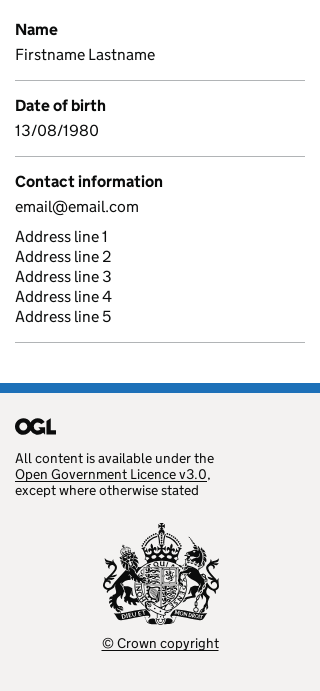 Name
Firstname Lastname
Date of birth
13/08/1980
Contact information
email@email.com
Address line 1
Address line 2
Address line 3
Address line 4
Address line 5
OGL
All content is available under the
Open Government Licence v3.0,
except where otherwise stated
DIEU ET MON DROIT
© Crown copyright